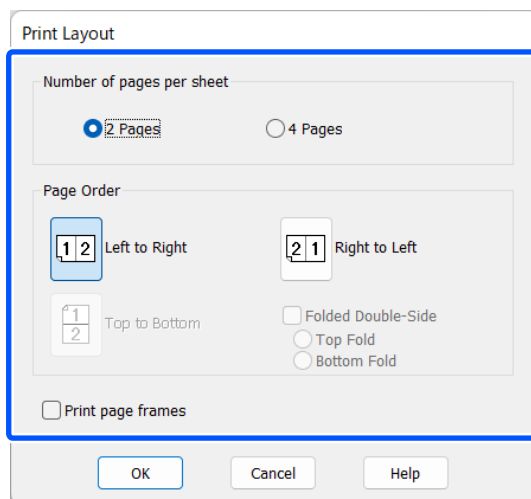 Print Layout
Number of pages per sheet
2 Pages 4 Pages
Page Order
1 2 Left to Right 2 1 Right to Left
1
2 Top to Bottom Folded Double-Side
Top Fold
Bottom Fold
Print page frames
OK Cancel Help